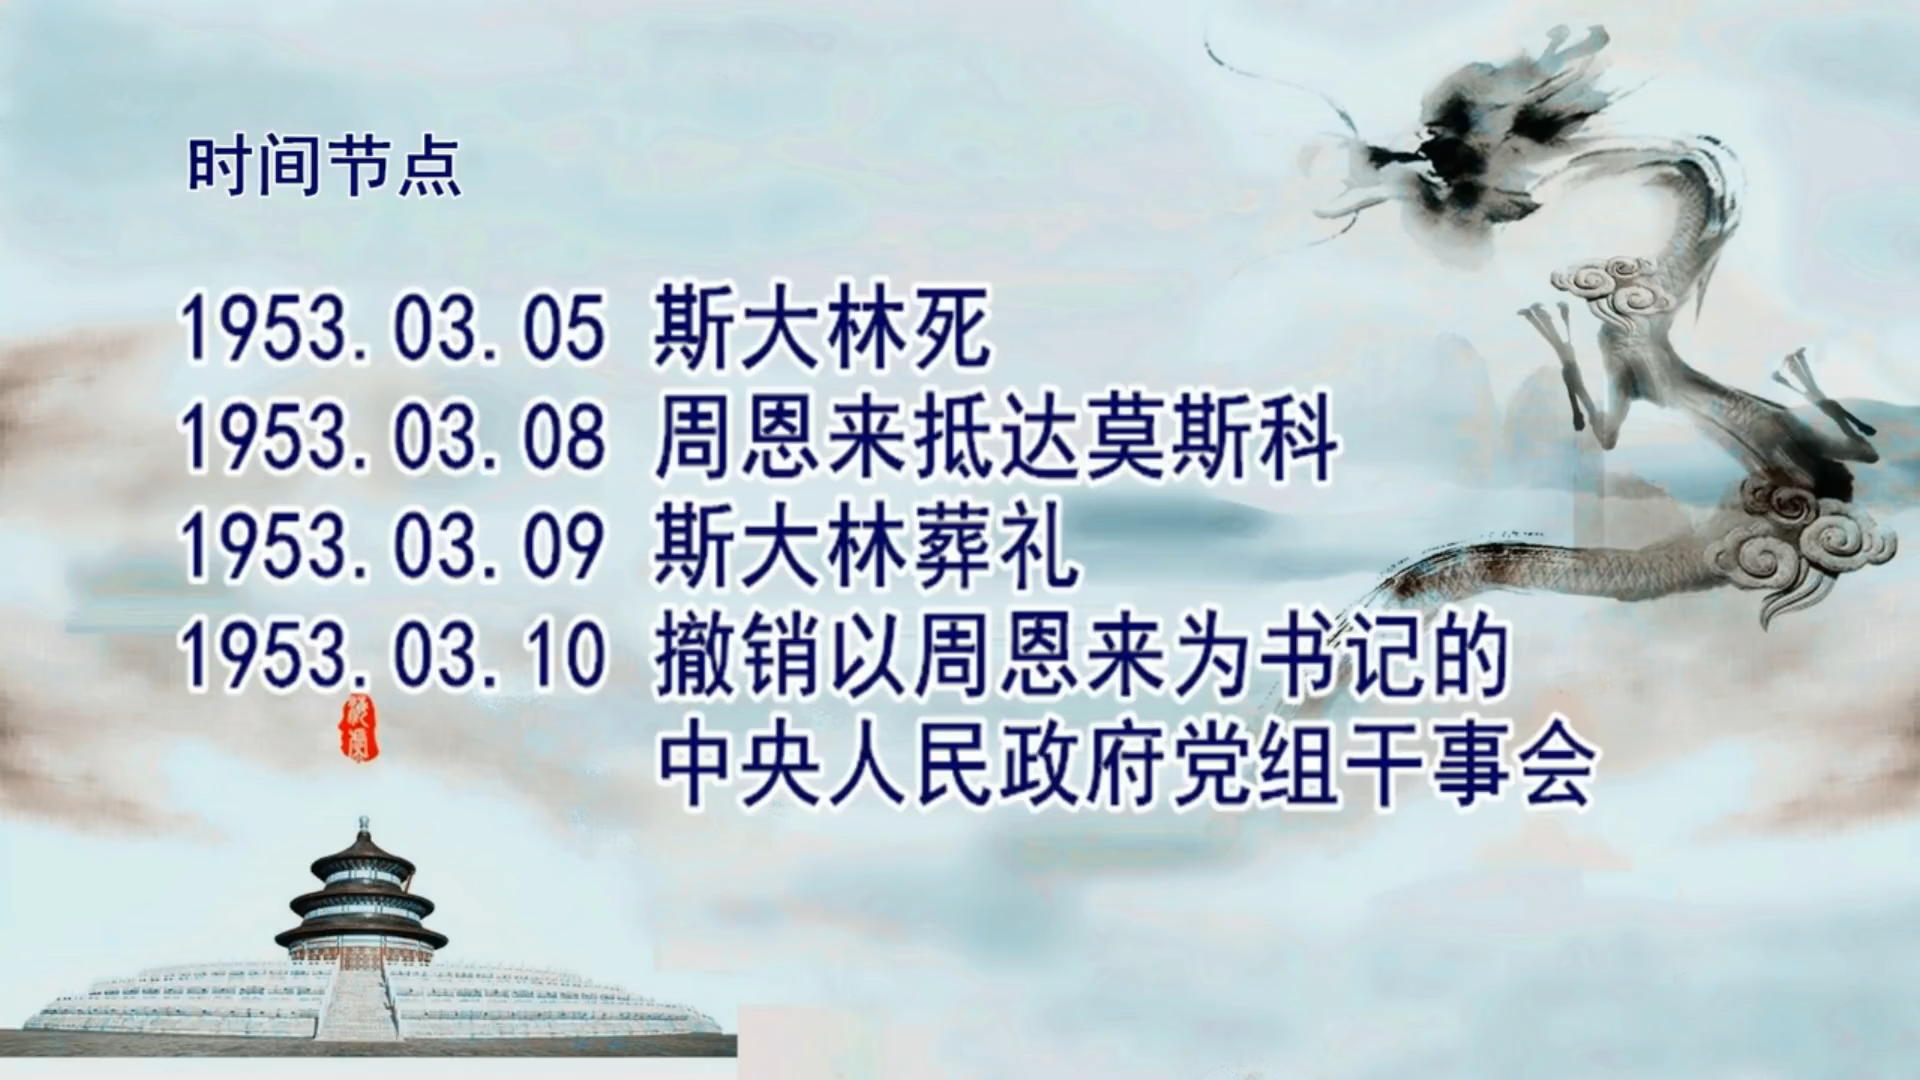 时间节点
1953.03.05 斯大林死
1953.03.08 周恩来抵达莫斯科
1953.03.09 斯大林葬礼
1953.03.10 撤销以周恩来为书记的
中央人民政府党组干事会